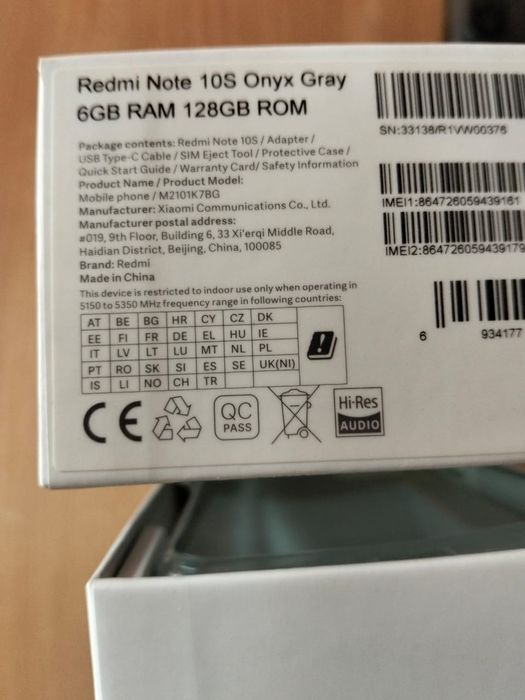 Redmi Note 10S Onyx Gray
6GB RAM 128GB ROM
Package contents: Redmi Note 10S / Adapter /
USB Type-C Cable / SIM Eject Tool / Protective Case /
Quick Start Guide / Warranty Card/ Safety Information
Product Name / Product Model:
Mobile phone / M2101K7BG
Manufacturer: Xiaomi Communications Co., Ltd.
Manufacturer postal address:
#019, 9th Floor, Building 6, 33 Xi'erqi Middle Road,
Haidian District, Beijing, China, 100085
Brand: Redmi
Made in China
This device is restricted to indoor use only when operating in
5150 to 5350 MHz frequency range in following countries:
AT BE BG HR CY CZ DK
EE FI FR DE EL HU IE
IT LV LT LU MT NL PL
PT RO SK SI ES SE UK(NI)
IS LI NO CH TR
CE
QC
PASS
Hi-Res
AUDIO
SN:33138/R1VW00376
IMEI1:864726059439161
IMEI2:864726059439179
6 934177